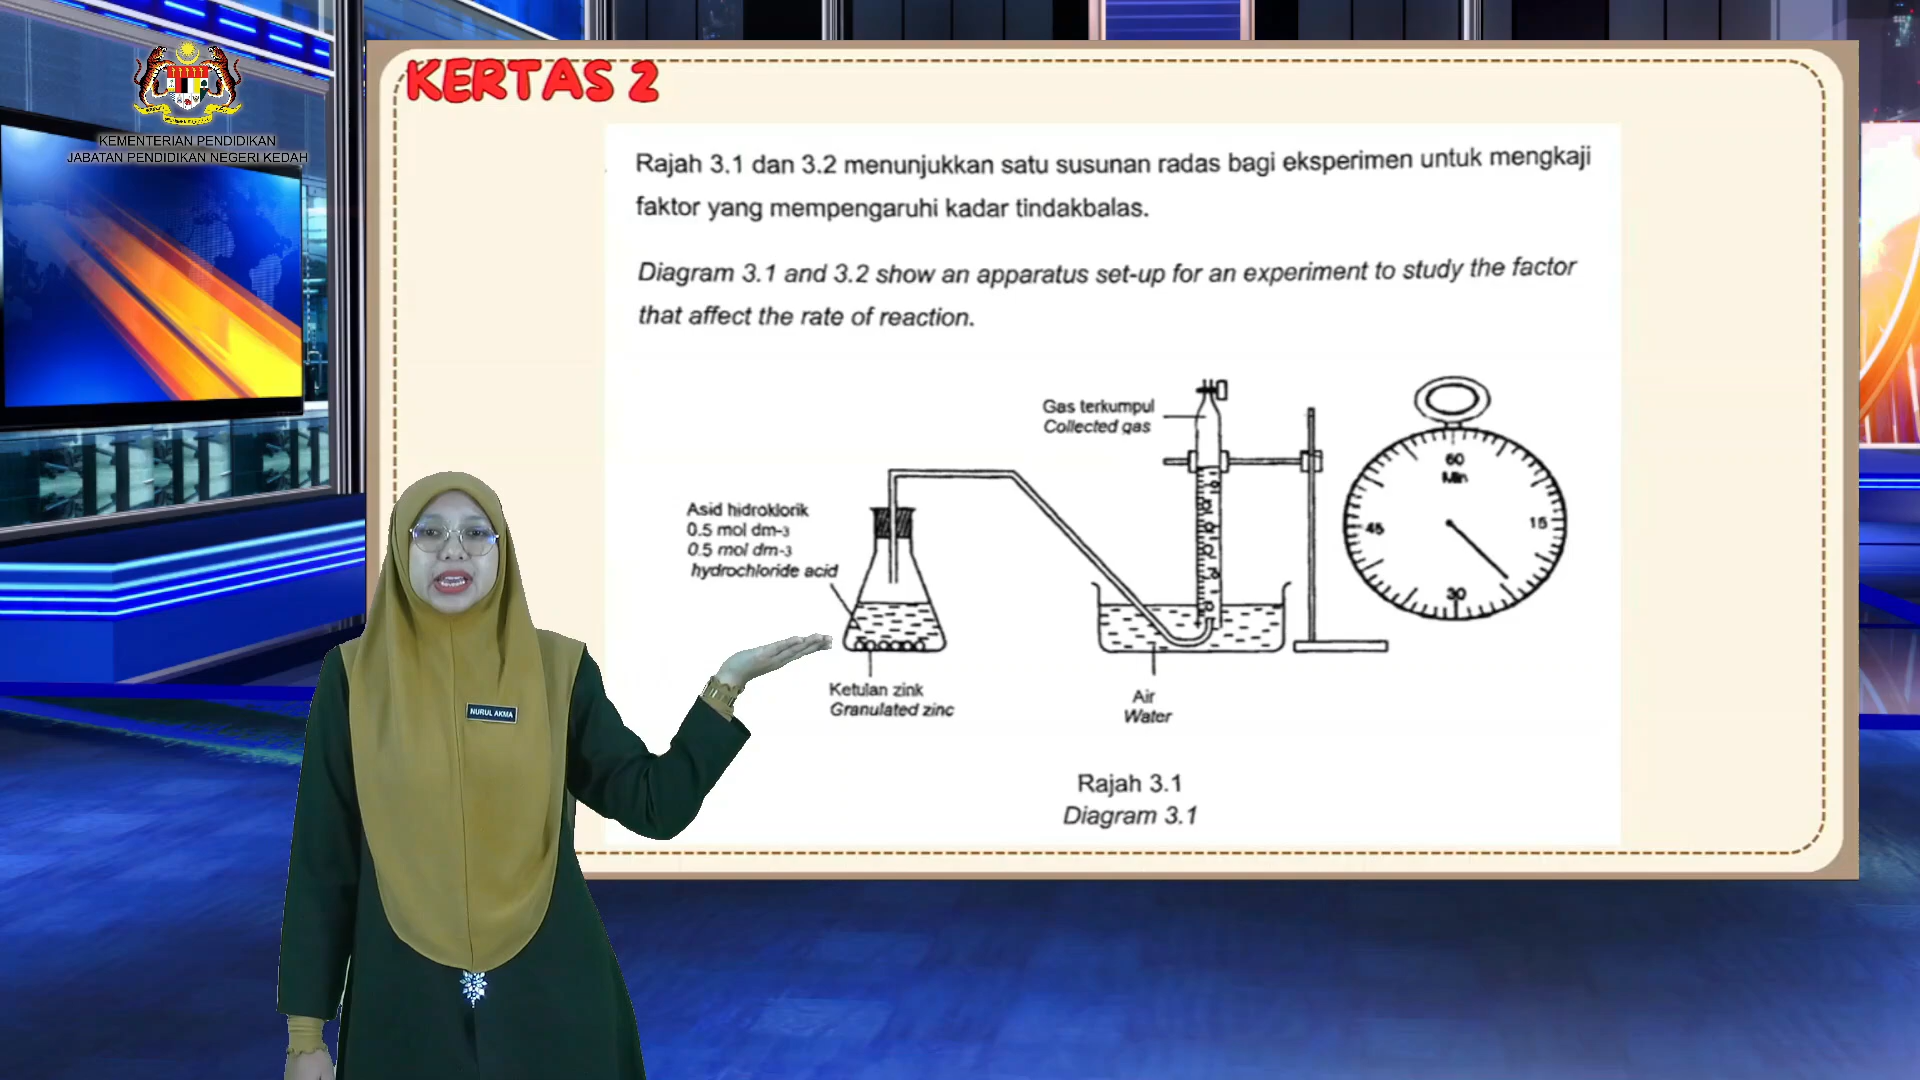 KEMENTERIAN PENDIDIKAN
JABATAN PENDIDIKAN NEGERI KEDAH
KERTAS 2
Rajah 3.1 dan 3.2 menunjukkan satu susunan radas bagi eksperimen untuk mengkaji
faktor yang mempengaruhi kadar tindakbalas.
Diagram 3.1 and 3.2 show an apparatus set-up for an experiment to study the factor
that affect the rate of reaction.
Gas terkumpul
Collected gas
Asid hidroklorik
0.5 mol dm-3
0.5 mol dm-3
hydrochloride acid
60
Min
15
45
30
Ketulan zink
Granulated zinc
Air
Water
Rajah 3.1
Diagram 3.1
NURUL AKMA